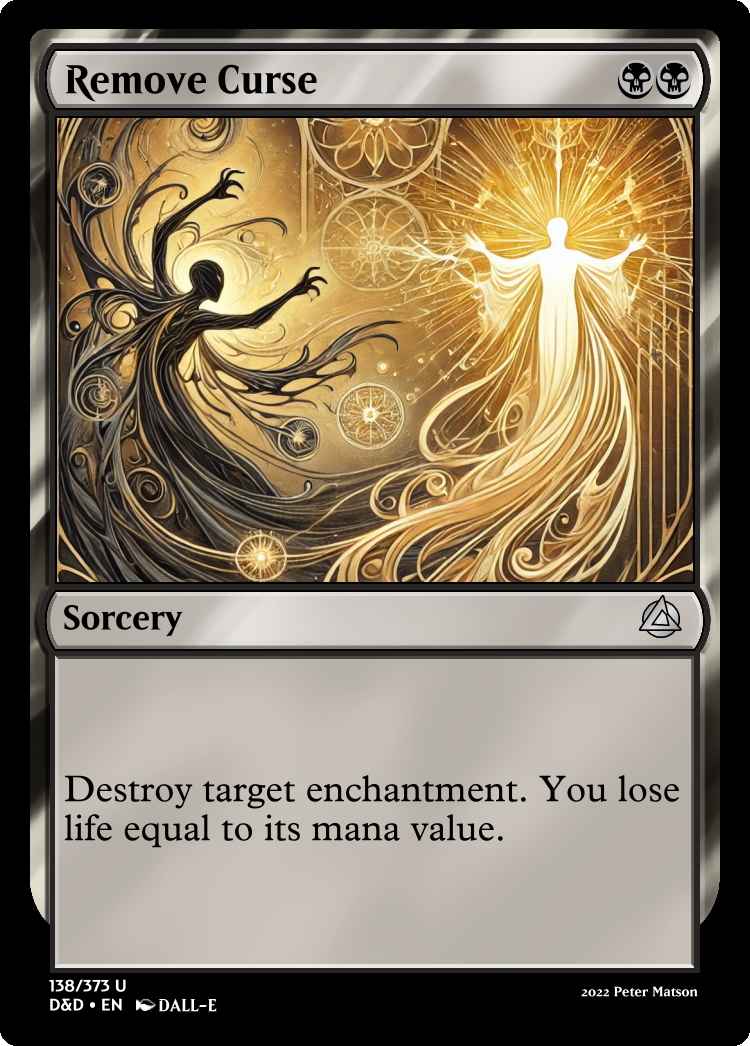 Remove Curse
Sorcery
Destroy target enchantment. You lose
life equal to its mana value.
138/373 U
D&D • EN DALL-E
2022 Peter Matson